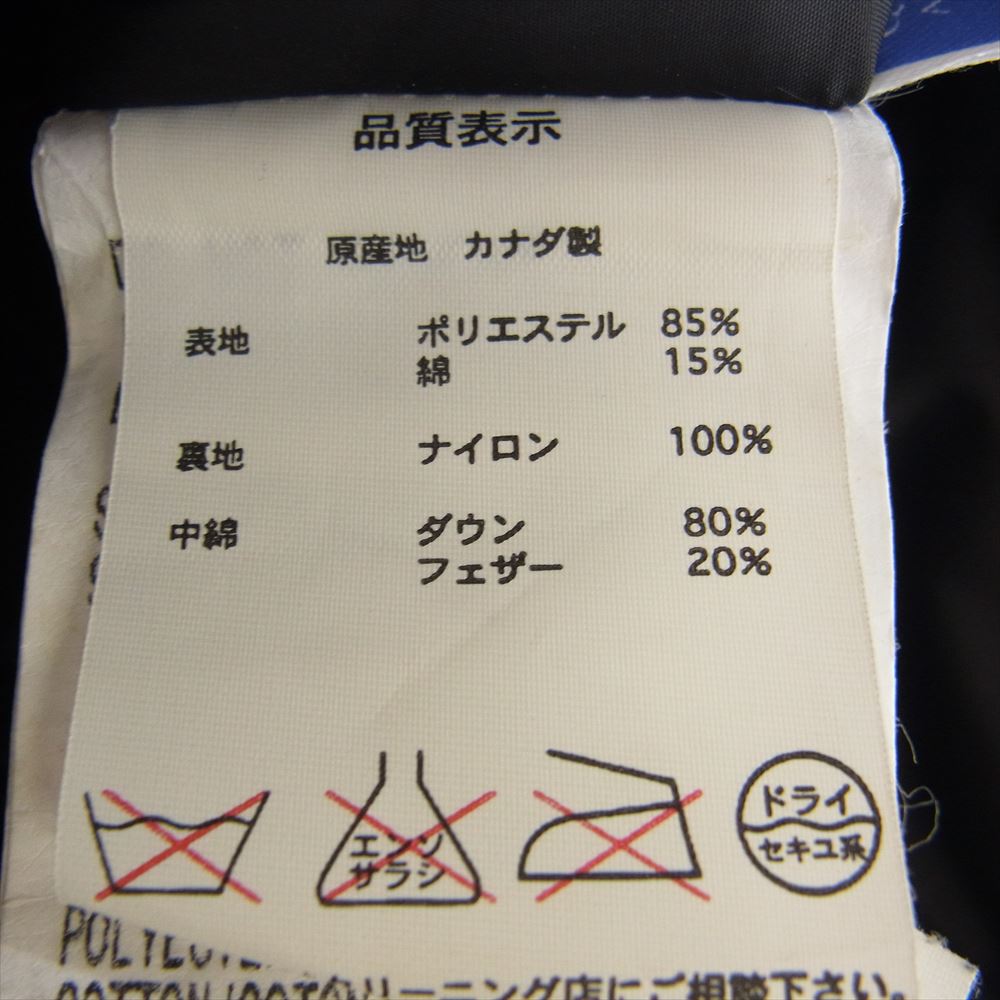 品質表示
原産地 カナダ製
表地 ポリエステル 85%
綿 15%
裏地 ナイロン 100%
中綿 ダウン 80%
フェザー 20%
エンソ
サラシ
ドライ
セキユ系
クリーニング店にご相談下さい。